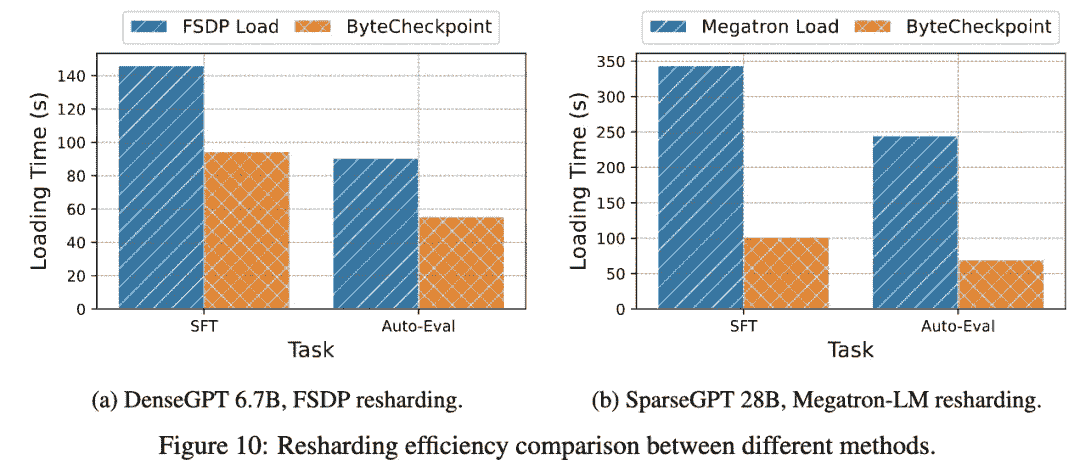 FSDP Load ByteCheckpoint
Loading Time (s)
140
120
100
80
60
40
20
0
SFT Auto-Eval
Task
(a) DenseGPT 6.7B, FSDP resharding.
Megatron Load ByteCheckpoint
Loading Time (s)
350
300
250
200
150
100
50
0
SFT Auto-Eval
Task
(b) SparseGPT 28B, Megatron-LM resharding.
Figure 10: Resharding efficiency comparison between different methods.